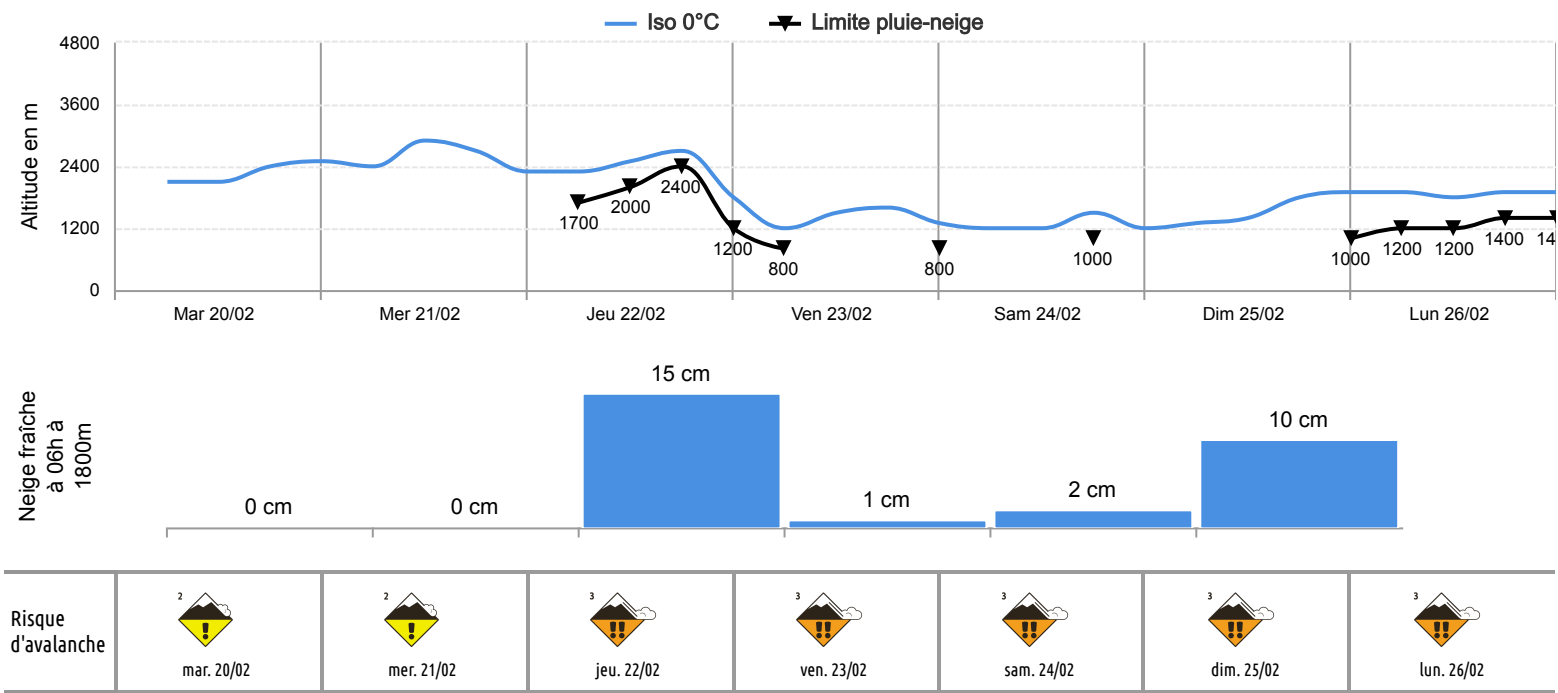 Iso 0°C
Limite pluie-neige
Altitude en m
4800
3600
2400
1200
0
1700
2000
2400
1200
800
800
1000
1000
1200
1200
1400
14
Mar 20/02
Mer 21/02
Jeu 22/02
Ven 23/02
Sam 24/02
Dim 25/02
Lun 26/02
Neige fraîche
à 06h à
1800m
0 cm
0 cm
15 cm
1 cm
2 cm
10 cm
Risque
d'avalanche
2
!
mar. 20/02
2
!
mer. 21/02
3
!!
jeu. 22/02
3
!!
ven. 23/02
3
!!
sam. 24/02
3
!!
dim. 25/02
3
!!
lun. 26/02